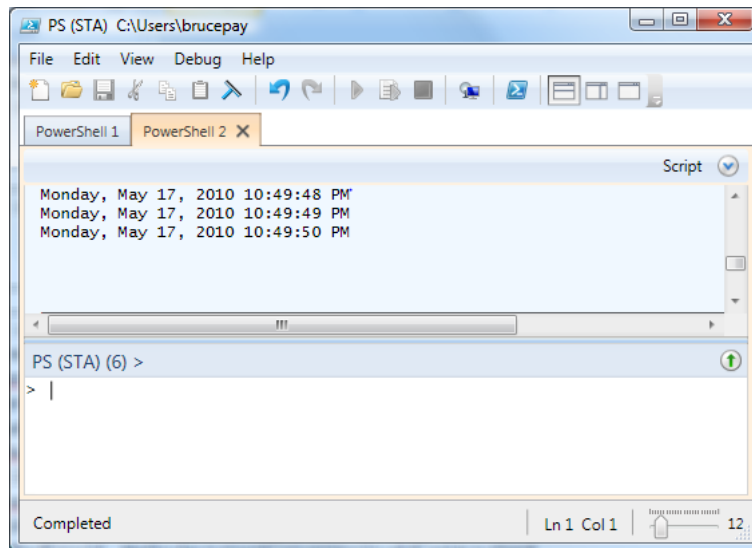 PS (STA) C:\Users\brucepay
File Edit View Debug Help
PowerShell 1 PowerShell 2
Script
Monday, May 17, 2010 10:49:48 PM
Monday, May 17, 2010 10:49:49 PM
Monday, May 17, 2010 10:49:50 PM
PS (STA) (6) >
>
Completed Ln 1 Col 1 12